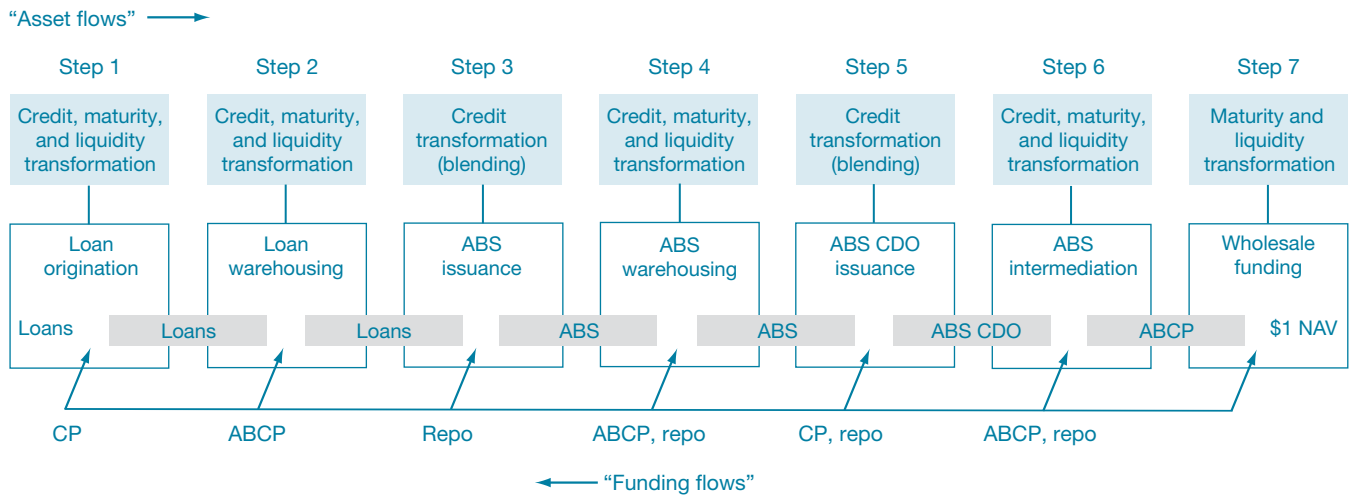 “Asset flows”
Step 1
Step 2
Step 3
Step 4
Step 5
Step 6
Step 7
Credit, maturity,
and liquidity
transformation
Credit, maturity,
and liquidity
transformation
Credit
transformation
(blending)
Credit, maturity,
and liquidity
transformation
Credit
transformation
(blending)
Credit, maturity,
and liquidity
transformation
Maturity and
liquidity
transformation
Loan
origination
Loan
warehousing
ABS
issuance
ABS
warehousing
ABS CDO
issuance
ABS
intermediation
Wholesale
funding
Loans
Loans
Loans
ABS
ABS
ABS CDO
ABCP
$1 NAV
CP
ABCP
Repo
ABCP, repo
CP, repo
ABCP, repo
“Funding flows”